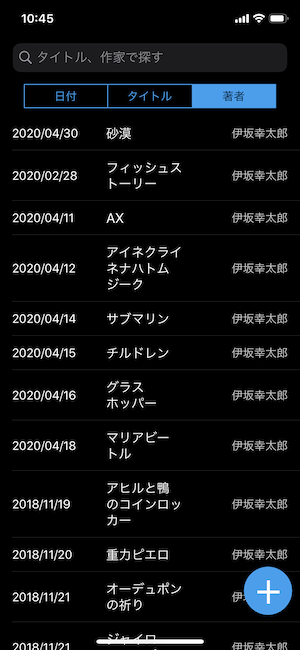 10:45
タイトル、作家で探す
日付 タイトル 著者
2020/04/30 砂漠 伊坂幸太郎
2020/02/28 フィッシュス
トーリー 伊坂幸太郎
2020/04/11 AX 伊坂幸太郎
2020/04/12 アイネクライ
ネナハトム
ジーク 伊坂幸太郎
2020/04/14 サブマリン 伊坂幸太郎
2020/04/15 チルドレン 伊坂幸太郎
2020/04/16 グラス
ホッパー 伊坂幸太郎
2020/04/18 マリアビー
トル 伊坂幸太郎
2018/11/19 アヒルと鴨
のコインロッ
カー 伊坂幸太郎
2018/11/20 重力ピエロ 伊坂幸太郎
2018/11/21 オーデュボン
の祈り 伊
2018/11/21 ジャイロ 伊坂幸太郎